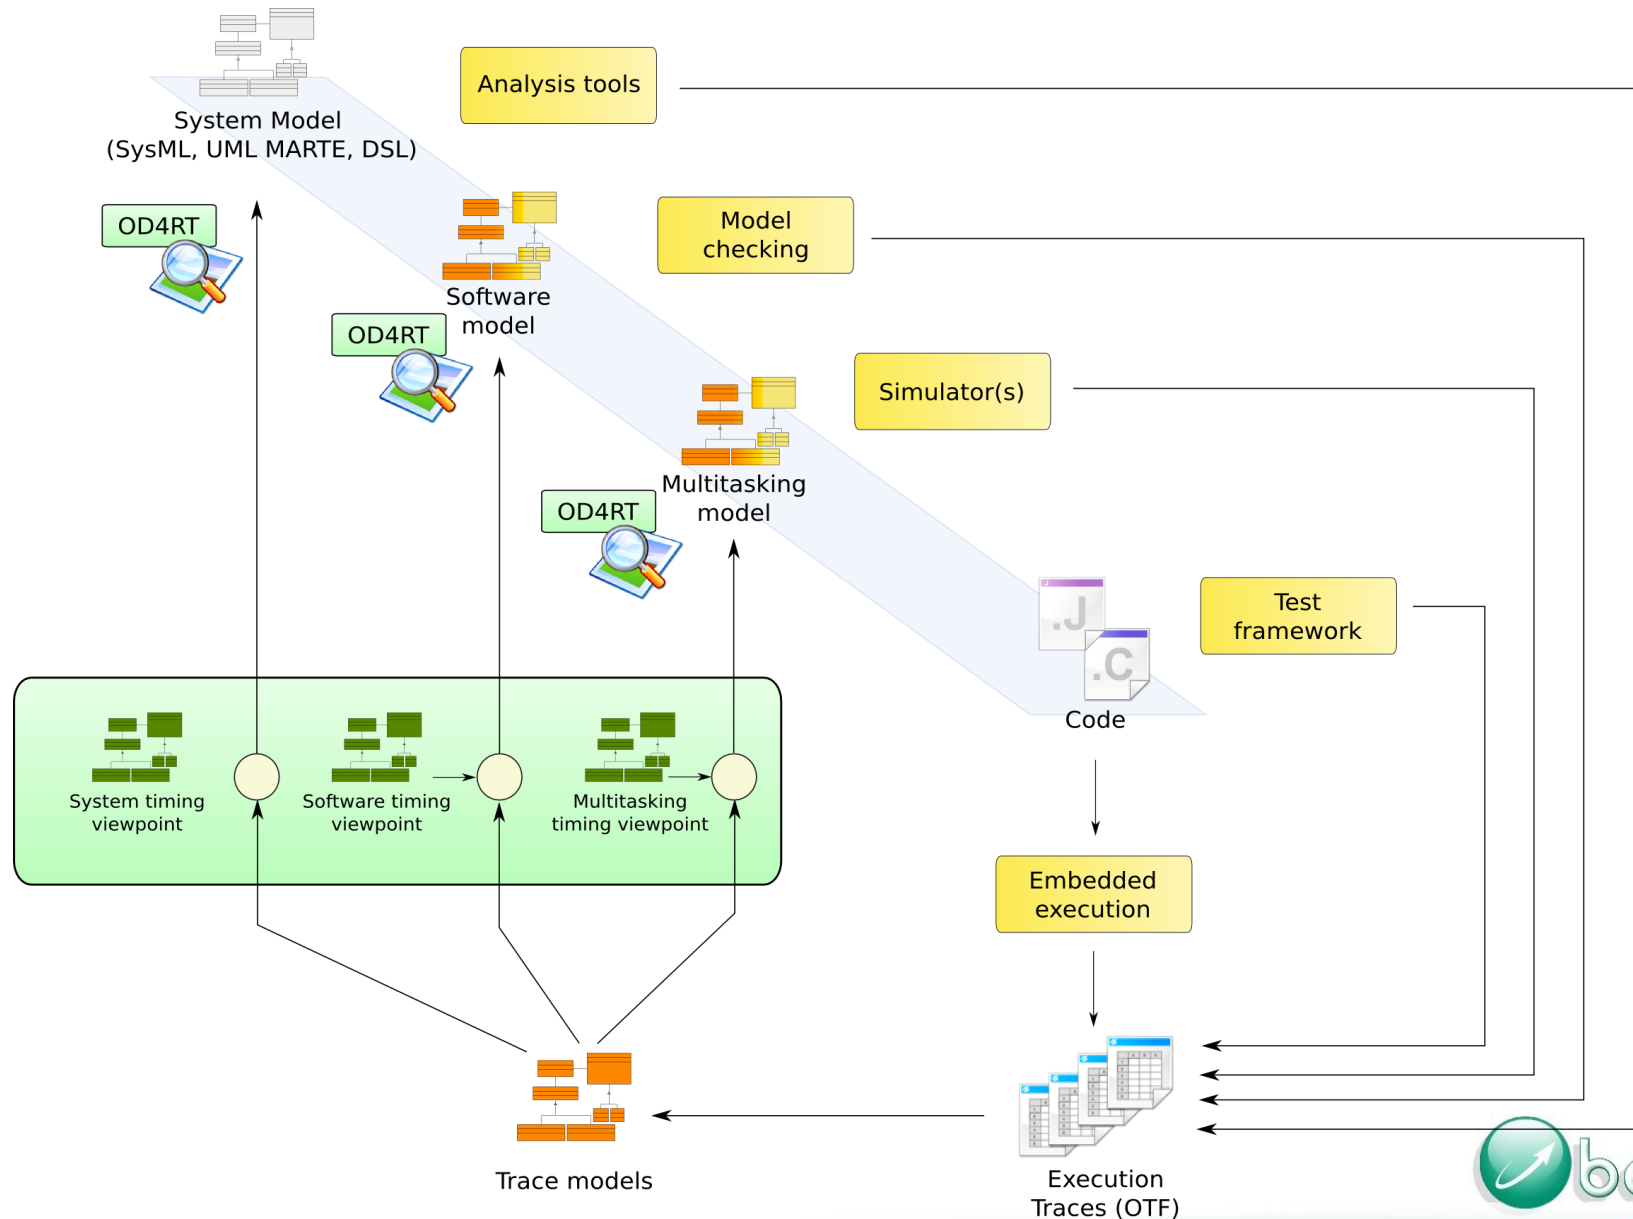 Analysis tools
System Model
(SysML, UML MARTE, DSL)
OD4RT
Model
checking
Software
model
OD4RT
Simulator(s)
Multitasking
model
OD4RT
.J
.C
Code
Test
framework
System timing
viewpoint
Software timing
viewpoint
Multitasking
timing viewpoint
Embedded
execution
Trace models
Execution
Traces (OTF)